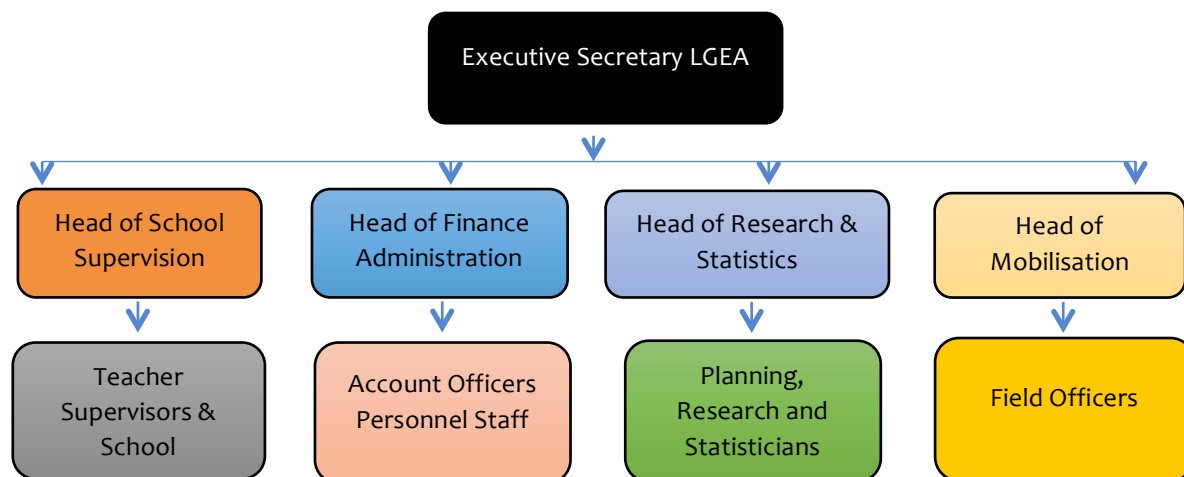 Executive Secretary LGEA
Head of School
Supervision
Head of Finance
Administration
Head of Research &
Statistics
Head of
Mobilisation
Teacher
Supervisors &
School
Account Officers
Personnel Staff
Planning,
Research and
Statisticians
Field Officers